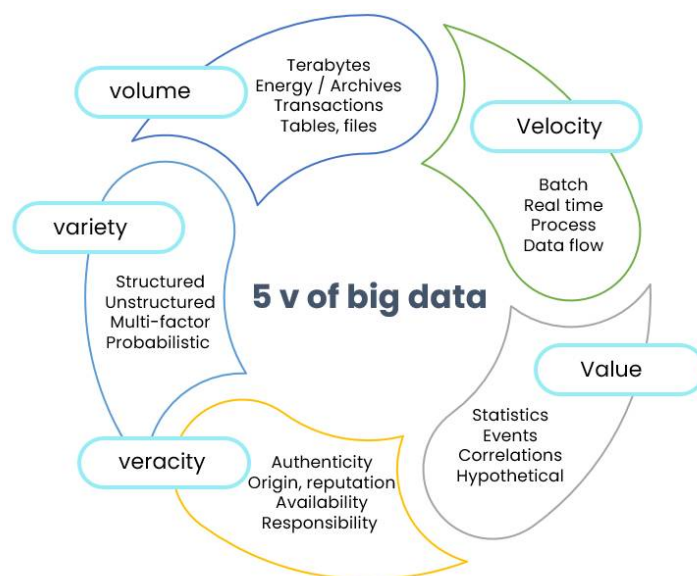 volume
Terabytes
Energy / Archives
Transactions
Tables, files
Velocity
Batch
Real time
Process
Data flow
variety
Structured
Unstructured
Multi-factor
Probabilistic
5 v of big data
Value
Statistics
Events
Correlations
Hypothetical
veracity
Authenticity
Origin, reputation
Availability
Responsibility